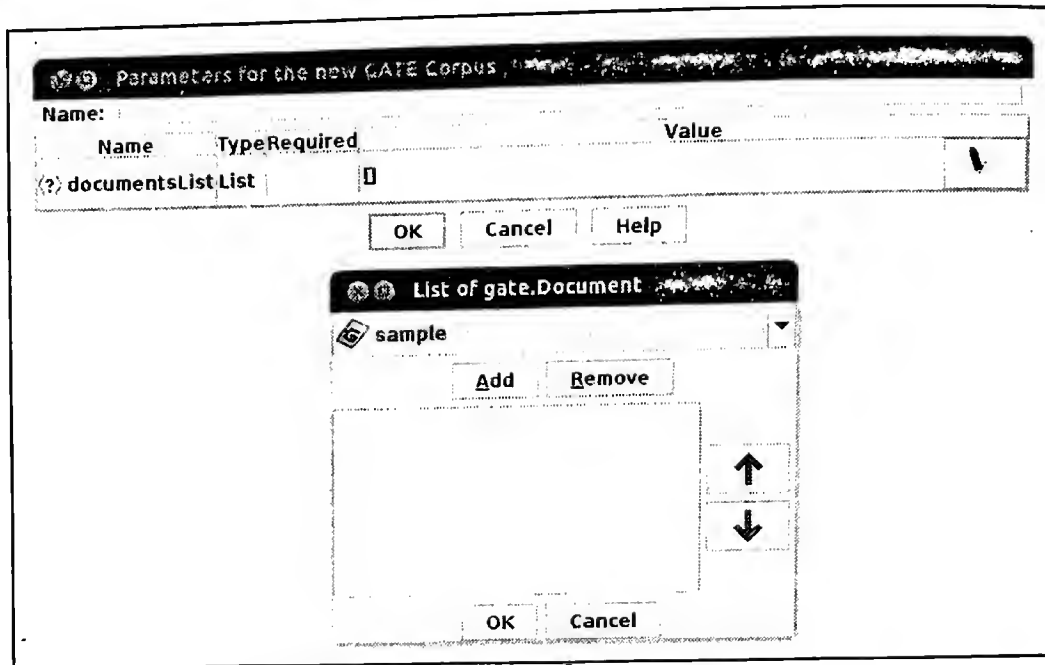 Parameters for the new GATE Corpus
Name:
Name Type Required Value
<?> documentsList List []
OK Cancel Help
List of gate.Document
sample
Add Remove
OK Cancel